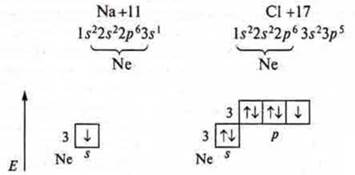 Na +11
1s²2s²2p⁶3s¹
Ne
Cl +17
1s²2s²2p⁶3s²3p⁵
Ne
E
3 ↓
Ne s
3 ↑↓ ↑↓ ↓
3 ↑↓ p
Ne s